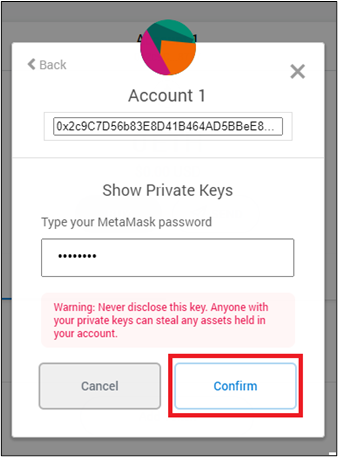 Back
Account 1
0x2c9C7D56b83E8D41B464AD5BBeE8...
Show Private Keys
Type your MetaMask password
••••••••
Warning: Never disclose this key. Anyone with
your private keys can steal any assets held in
your account.
Cancel
Confirm